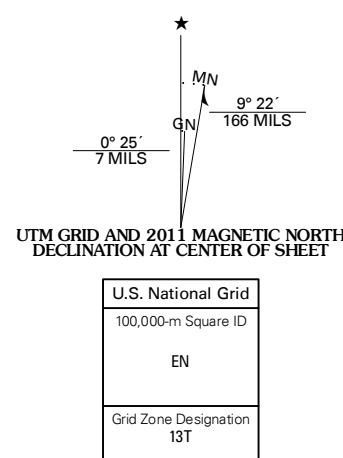 ★
MN
GN
9° 22´
166 MILS
0° 25´
7 MILS
UTM GRID AND 2011 MAGNETIC NORTH
DECLINATION AT CENTER OF SHEET
U.S. National Grid
100,000-m Square ID
EN
Grid Zone Designation
13T